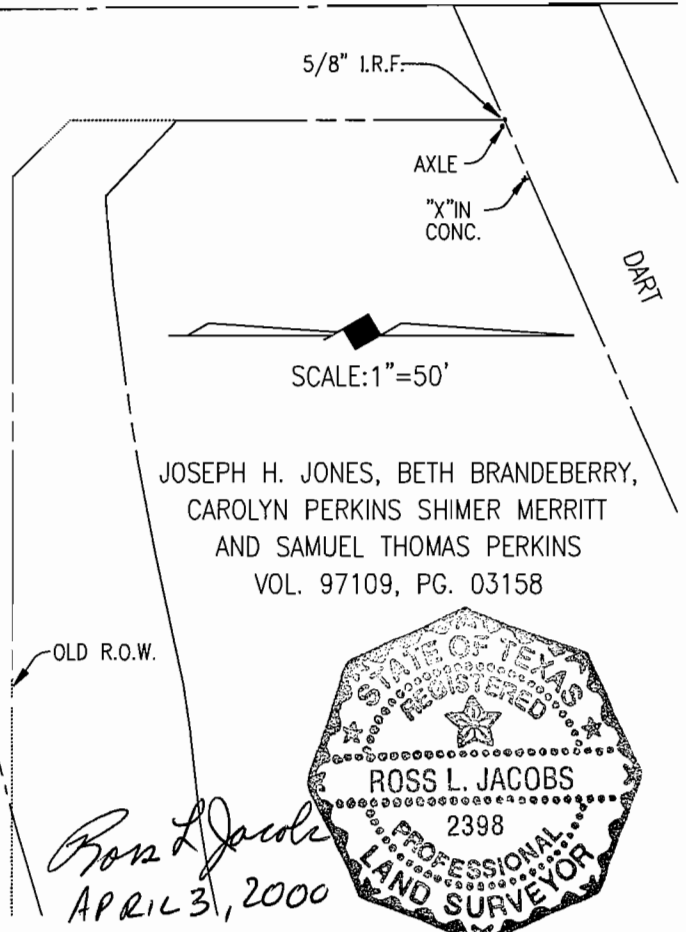 5/8" I.R.F.
AXLE
"X"IN
CONC.
DART
SCALE:1"=50'
JOSEPH H. JONES, BETH BRANDEBERRY,
CAROLYN PERKINS SHIMER MERRITT
AND SAMUEL THOMAS PERKINS
VOL. 97109, PG. 03158
OLD R.O.W.
STATE OF TEXAS
REGISTERED
ROSS L. JACOBS
2398
PROFESSIONAL
LAND SURVEYOR
Ross L Jacobs
APRIL 3, 2000